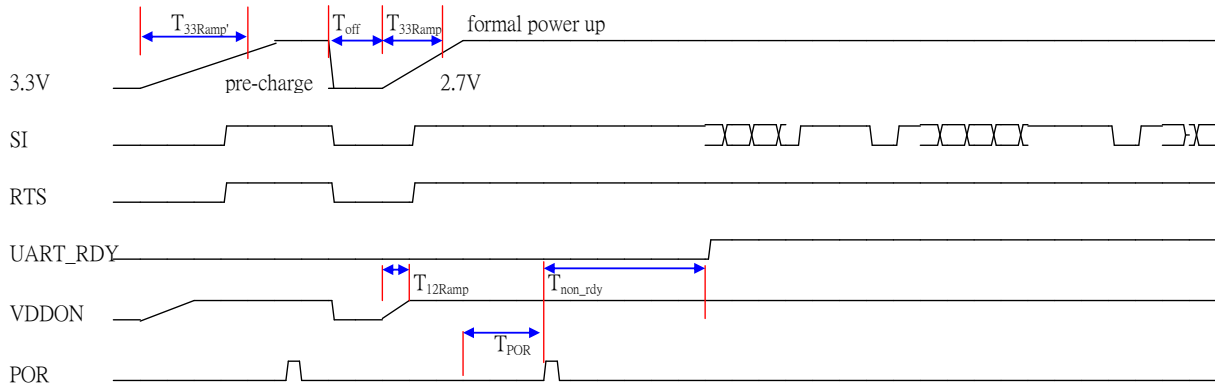 T33Ramp' Toff T33Ramp formal power up
3.3V pre-charge 2.7V
SI
RTS
UART_RDY
T12Ramp Tnon_rdy
VDDON
TPOR
POR